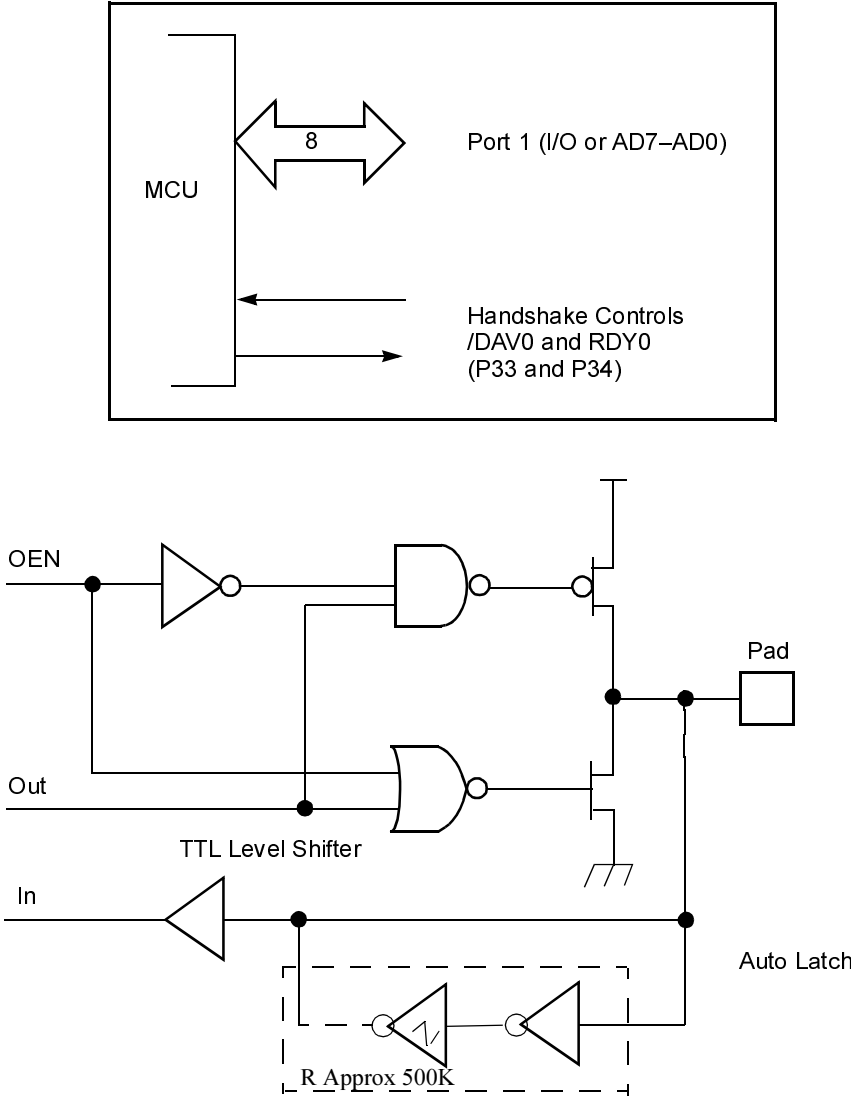 8
Port 1 (I/O or AD7–AD0)
MCU
Handshake Controls
/DAV0 and RDY0
(P33 and P34)
OEN
Pad
Out
TTL Level Shifter
In
Auto Latch
R Approx 500K